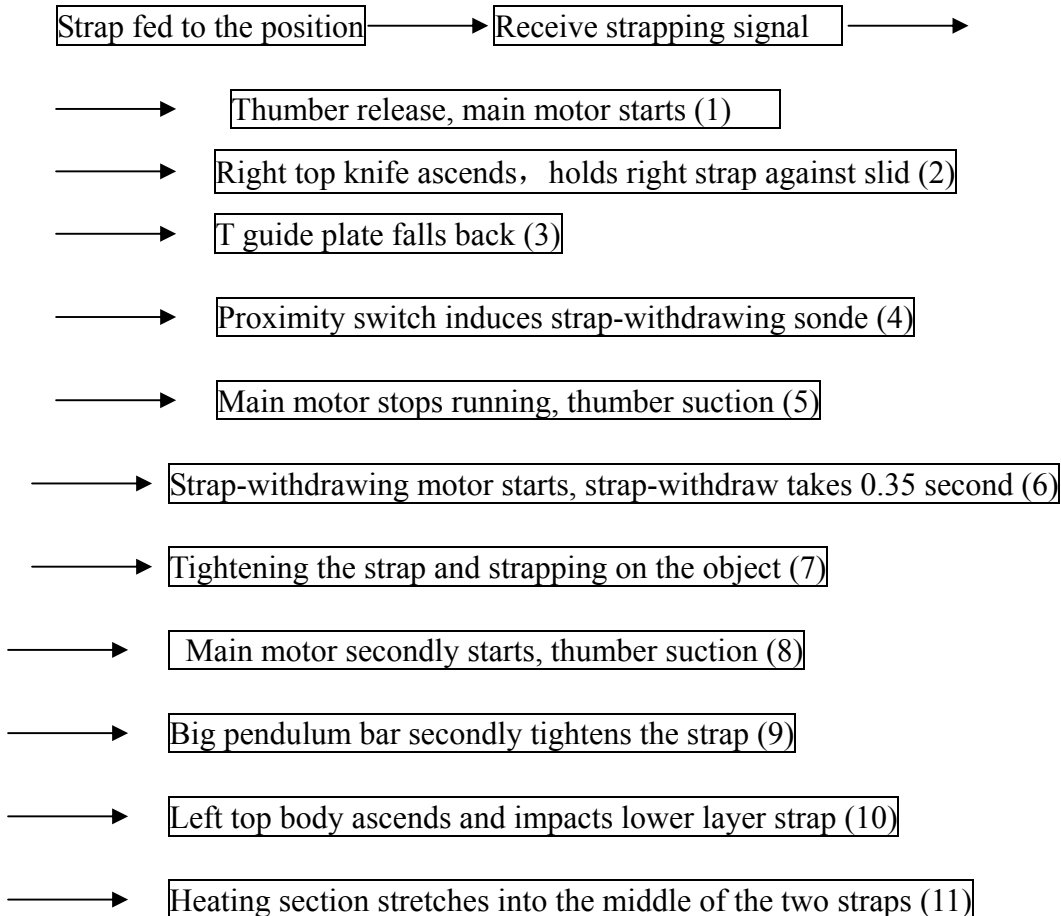 Strap fed to the position Receive strapping signal
Thumber release, main motor starts (1)
Right top knife ascends，holds right strap against slid (2)
T guide plate falls back (3)
Proximity switch induces strap-withdrawing sonde (4)
Main motor stops running, thumber suction (5)
Strap-withdrawing motor starts, strap-withdraw takes 0.35 second (6)
Tightening the strap and strapping on the object (7)
Main motor secondly starts, thumber suction (8)
Big pendulum bar secondly tightens the strap (9)
Left top body ascends and impacts lower layer strap (10)
Heating section stretches into the middle of the two straps (11)